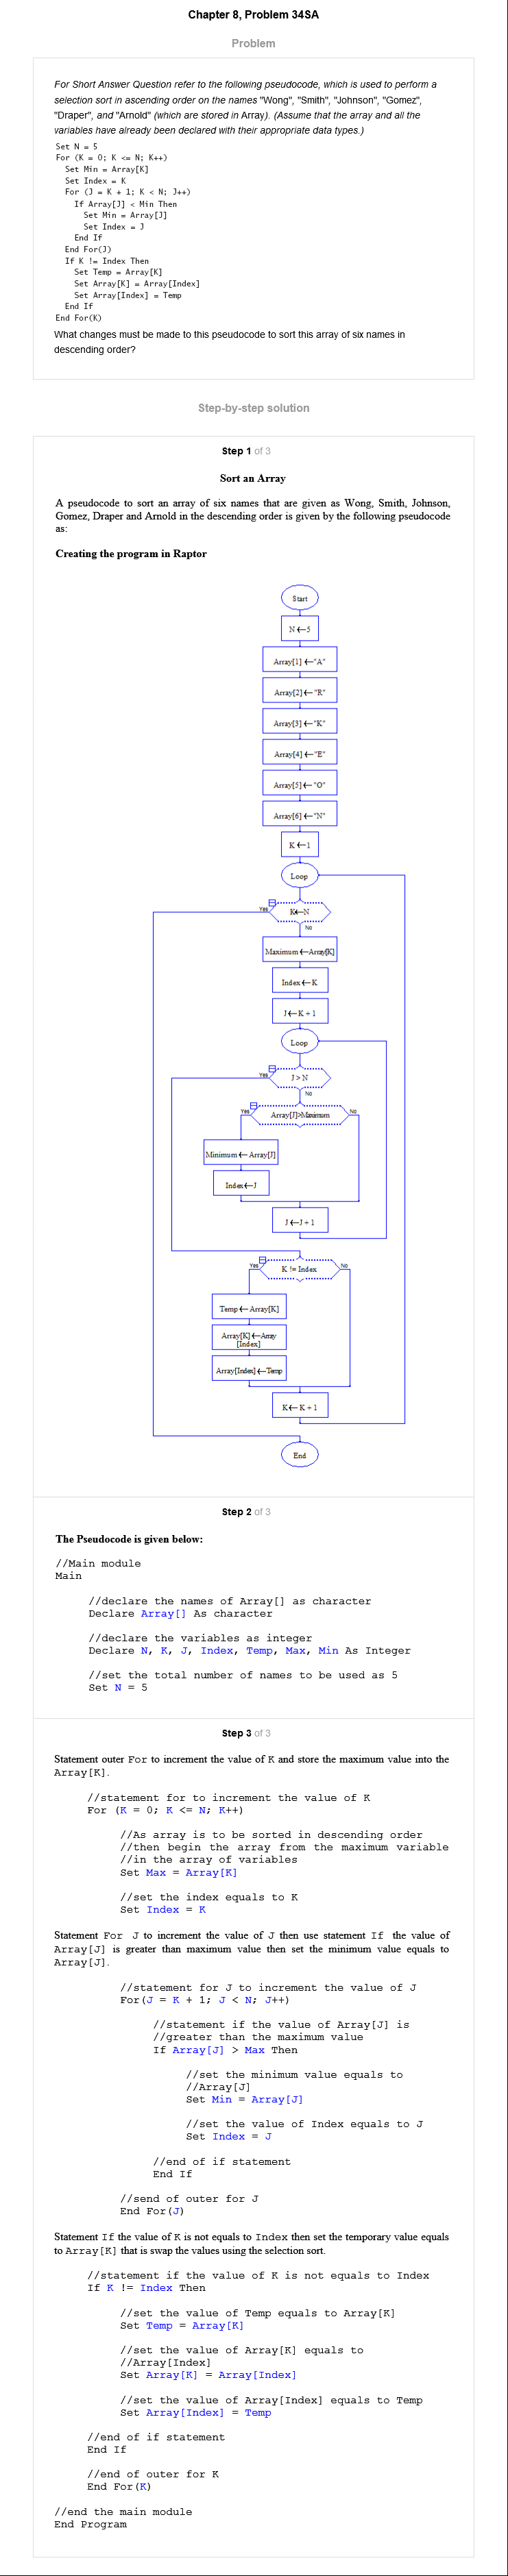 Chapter 8, Problem 34SA
Problem
For Short Answer Question refer to the following pseudocode, which is used to perform a
selection sort in ascending order on the names "Wong", "Smith", "Johnson", "Gomez",
"Draper", and "Arnold" (which are stored in Array). (Assume that the array and all the
variables have already been declared with their appropriate data types.)
Set N = 5
For (K = 0; K <= N; K++)
Set Min = Array[K]
Set Index = K
For (J = K + 1; K < N; J++)
If Array[J] < Min Then
Set Min = Array[J]
Set Index = J
End If
End For(J)
If K != Index Then
Set Temp = Array[K]
Set Array[K] = Array[Index]
Set Array[Index] = Temp
End If
End For(K)
What changes must be made to this pseudocode to sort this array of six names in
descending order?
Step-by-step solution
Step 1 of 3
Sort an Array
A pseudocode to sort an array of six names that are given as Wong, Smith, Johnson,
Gomez, Draper and Arnold in the descending order is given by the following pseudocode
as:
Creating the program in Raptor
Start
N ←5
Array[1] ←"A"
Array[2] ←"R"
Array[3] ←"K"
Array[4] ←"E"
Array[5] ←"O"
Array[6] ←"N"
K ←1
Loop
Yes
K←N
No
Maximum ←Array[K]
Index ←K
J ←K + 1
Loop
Yes
J > N
No
Yes
Array[J]>Maximum
No
Minimum ← Array[J]
Index←J
J ←J + 1
Yes
K != Index
No
Temp ← Array[K]
Array[K] ←Array
[Index]
Array[Index] ←Temp
K← K + 1
End
Step 2 of 3
The Pseudocode is given below:
//Main module
Main
//declare the names of Array[] as character
Declare Array[] As character
//declare the variables as integer
Declare N, K, J, Index, Temp, Max, Min As Integer
//set the total number of names to be used as 5
Set N = 5
Step 3 of 3
Statement outer For to increment the value of K and store the maximum value into the
Array[K].
//statement for to increment the value of K
For (K = 0; K <= N; K++)
//As array is to be sorted in descending order
//then begin the array from the maximum variable
//in the array of variables
Set Max = Array[K]
//set the index equals to K
Set Index = K
Statement For J to increment the value of J then use statement If the value of
Array[J] is greater than maximum value then set the minimum value equals to
Array[J].
//statement for J to increment the value of J
For(J = K + 1; J < N; J++)
//statement if the value of Array[J] is
//greater than the maximum value
If Array[J] > Max Then
//set the minimum value equals to
//Array[J]
Set Min = Array[J]
//set the value of Index equals to J
Set Index = J
//end of if statement
End If
//send of outer for J
End For(J)
Statement If the value of K is not equals to Index then set the temporary value equals
to Array[K] that is swap the values using the selection sort.
//statement if the value of K is not equals to Index
If K != Index Then
//set the value of Temp equals to Array[K]
Set Temp = Array[K]
//set the value of Array[K] equals to
//Array[Index]
Set Array[K] = Array[Index]
//set the value of Array[Index] equals to Temp
Set Array[Index] = Temp
//end of if statement
End If
//end of outer for K
End For(K)
//end the main module
End Program